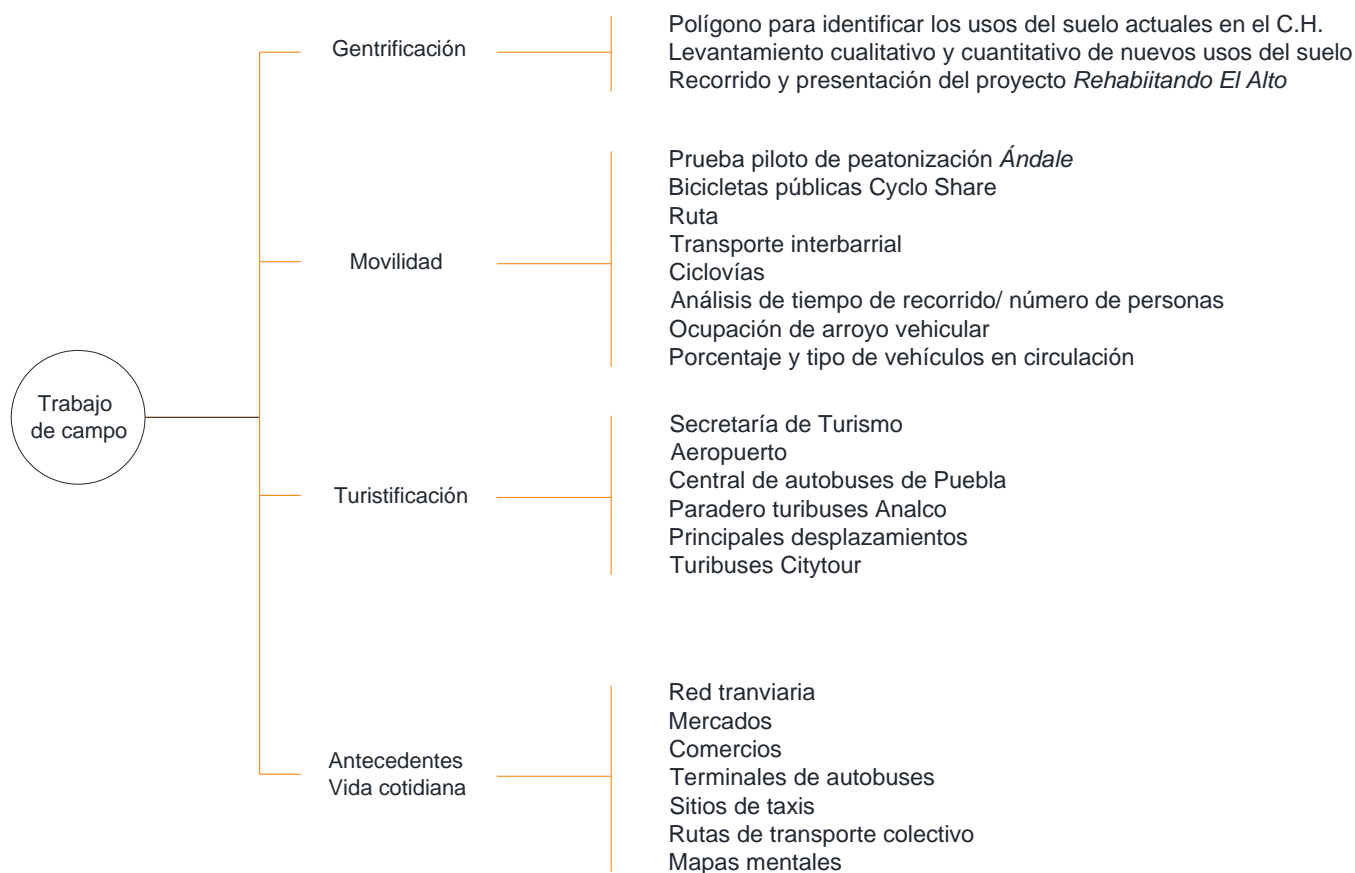 Trabajo
de campo
Gentrificación
Polígono para identificar los usos del suelo actuales en el C.H.
Levantamiento cualitativo y cuantitativo de nuevos usos del suelo
Recorrido y presentación del proyecto Rehabiitando El Alto
Movilidad
Prueba piloto de peatonización Ándale
Bicicletas públicas Cyclo Share
Ruta
Transporte interbarrial
Ciclovías
Análisis de tiempo de recorrido/ número de personas
Ocupación de arroyo vehicular
Porcentaje y tipo de vehículos en circulación
Turistificación
Secretaría de Turismo
Aeropuerto
Central de autobuses de Puebla
Paradero turibuses Analco
Principales desplazamientos
Turibuses Citytour
Antecedentes
Vida cotidiana
Red tranviaria
Mercados
Comercios
Terminales de autobuses
Sitios de taxis
Rutas de transporte colectivo
Mapas mentales